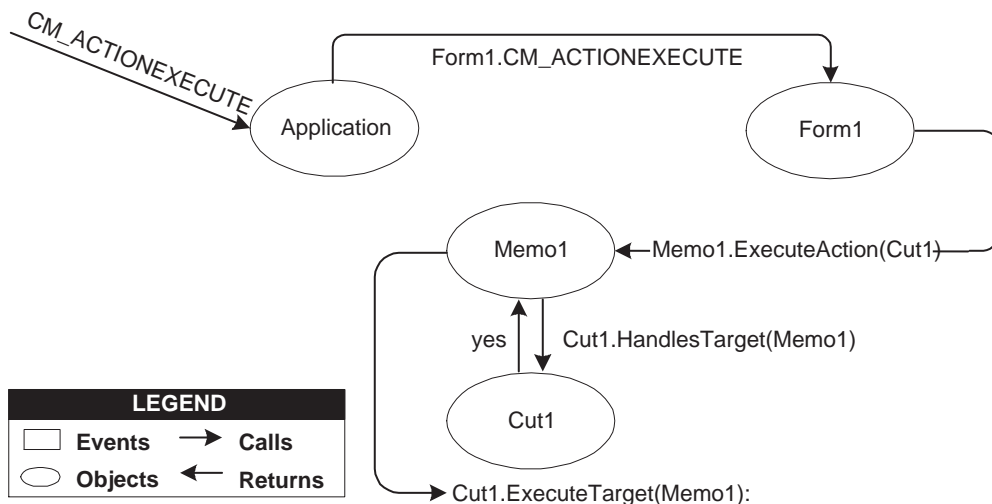 CM_ACTIONEXECUTE
Form1.CM_ACTIONEXECUTE
Application
Form1
Memo1
Memo1.ExecuteAction(Cut1)
yes
Cut1.HandlesTarget(Memo1)
Cut1
LEGEND
Events
Calls
Objects
Returns
Cut1.ExecuteTarget(Memo1):